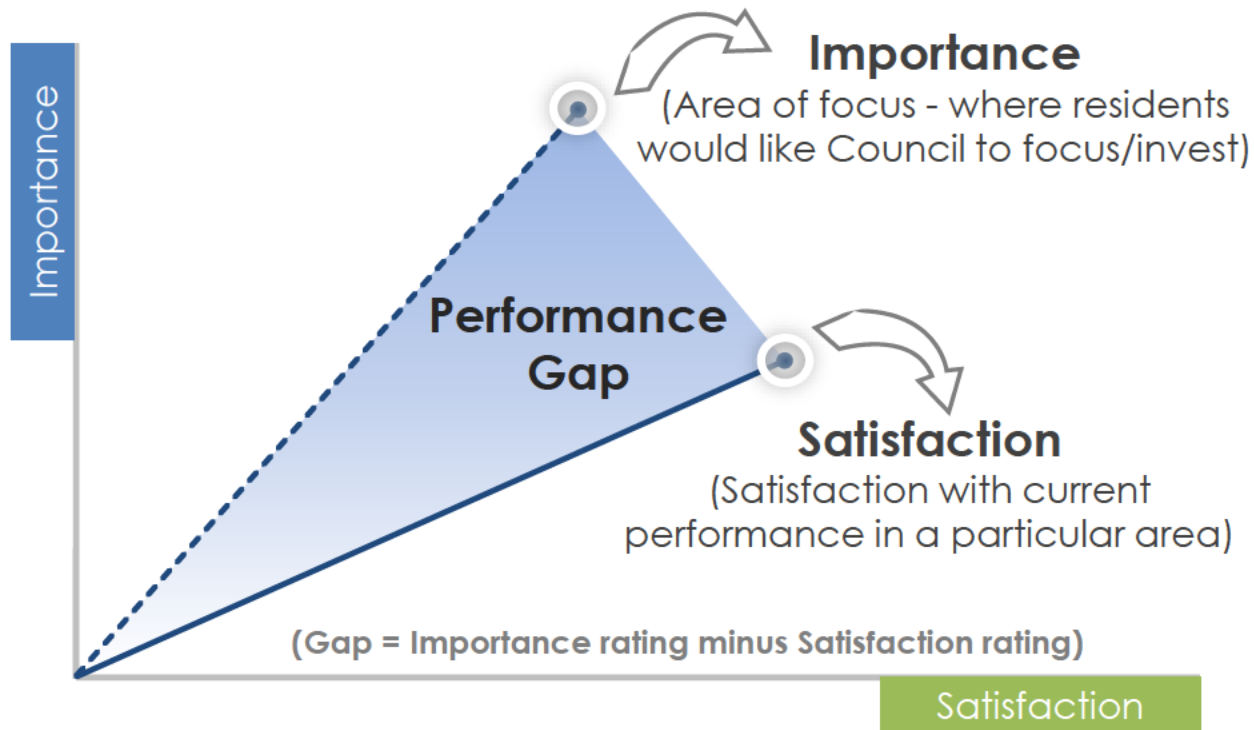 Importance
Importance
(Area of focus - where residents
would like Council to focus/invest)
Performance
Gap
Satisfaction
(Satisfaction with current
performance in a particular area)
(Gap = Importance rating minus Satisfaction rating)
Satisfaction